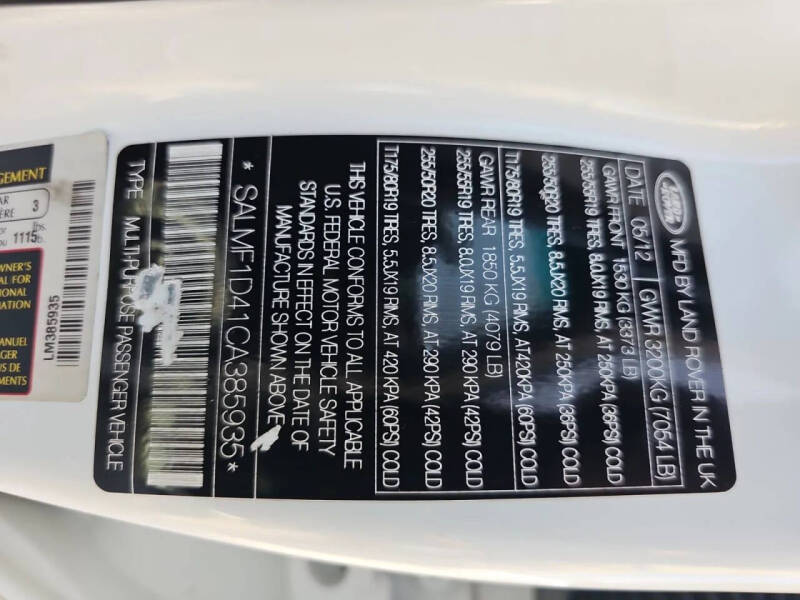 LAND ROVER
MFD BY LAND ROVER IN THE UK
DATE 05/12 GVWR 3200KG (7054 LB)
GAWR FRONT 1530 KG (3373 LB)
255/55R19 TIRES, 8.0JX19 RIMS, AT 250KPA (36PSI) COLD
255/50R20 TIRES, 8.5JX20 RIMS, AT 250KPA (36PSI) COLD
T175/80R19 TIRES, 5.5JX19 RIMS, AT 420KPA (60PSI) COLD
GAWR REAR 1850 KG (4079 LB)
255/55R19 TIRES, 8.0JX19 RIMS, AT 290 KPA (42PSI) COLD
255/50R20 TIRES, 8.5JX20 RIMS, AT 290 KPA (42PSI) COLD
T175/80R19 TIRES, 5.5JX19 RIMS, AT 420 KPA (60PSI) COLD
THIS VEHICLE CONFORMS TO ALL APPLICABLE
U.S. FEDERAL MOTOR VEHICLE SAFETY
STANDARDS IN EFFECT ON THE DATE OF
MANUFACTURE SHOWN ABOVE
* SALMF1D41CA385935 *
TYPE MULTI-PURPOSE PASSENGER VEHICLE
3
1115
lbs.
lb.
LM385935